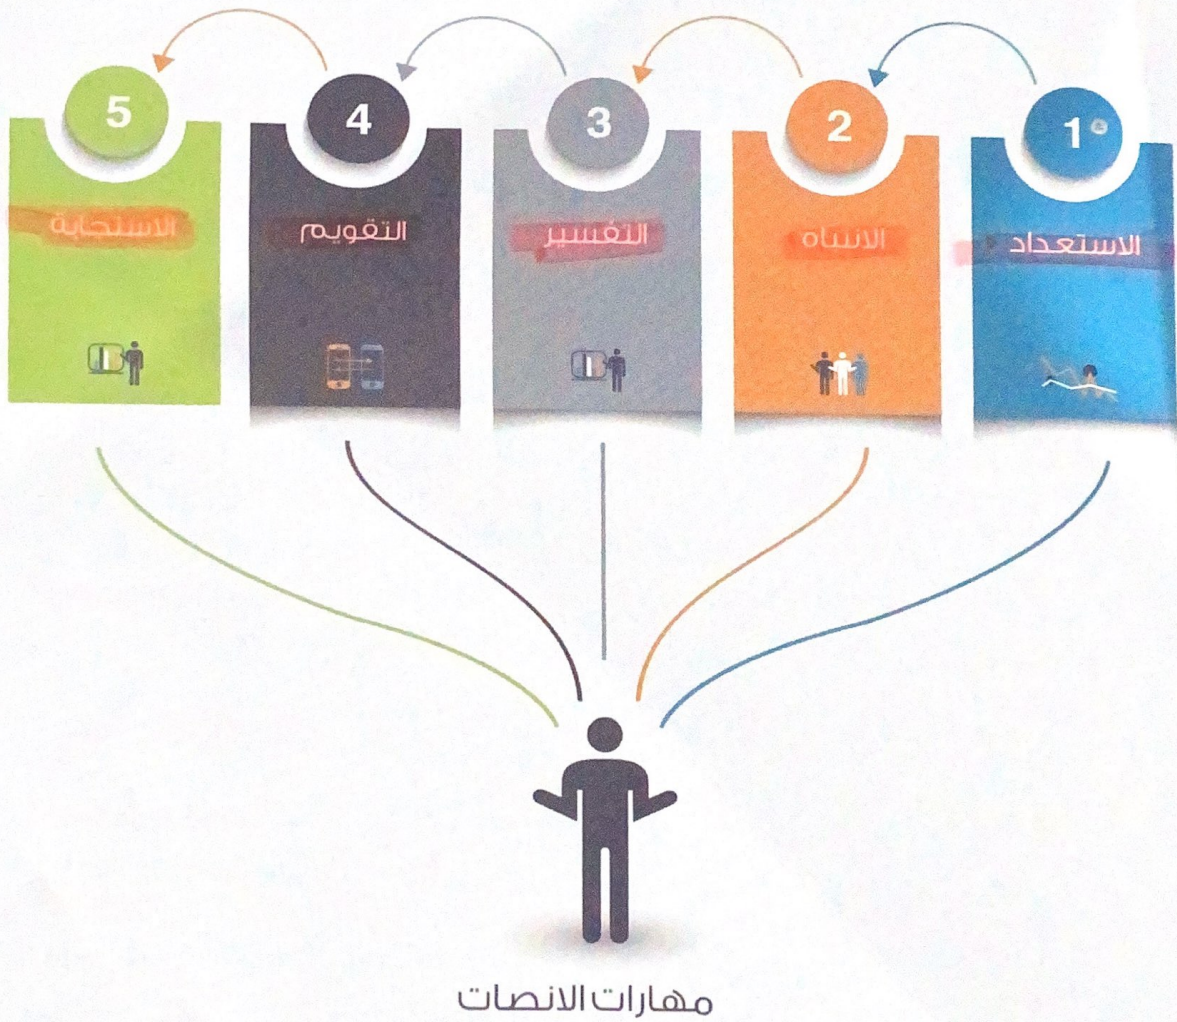 1
الاستعداد
2
الانتباه
3
التفسير
4
التقويم
5
الاستجابة
مهارات الانصات